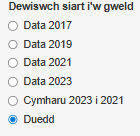 Dewiswch siart i'w gweld
Data 2017
Data 2019
Data 2021
Data 2023
Cymharu 2023 i 2021
Duedd